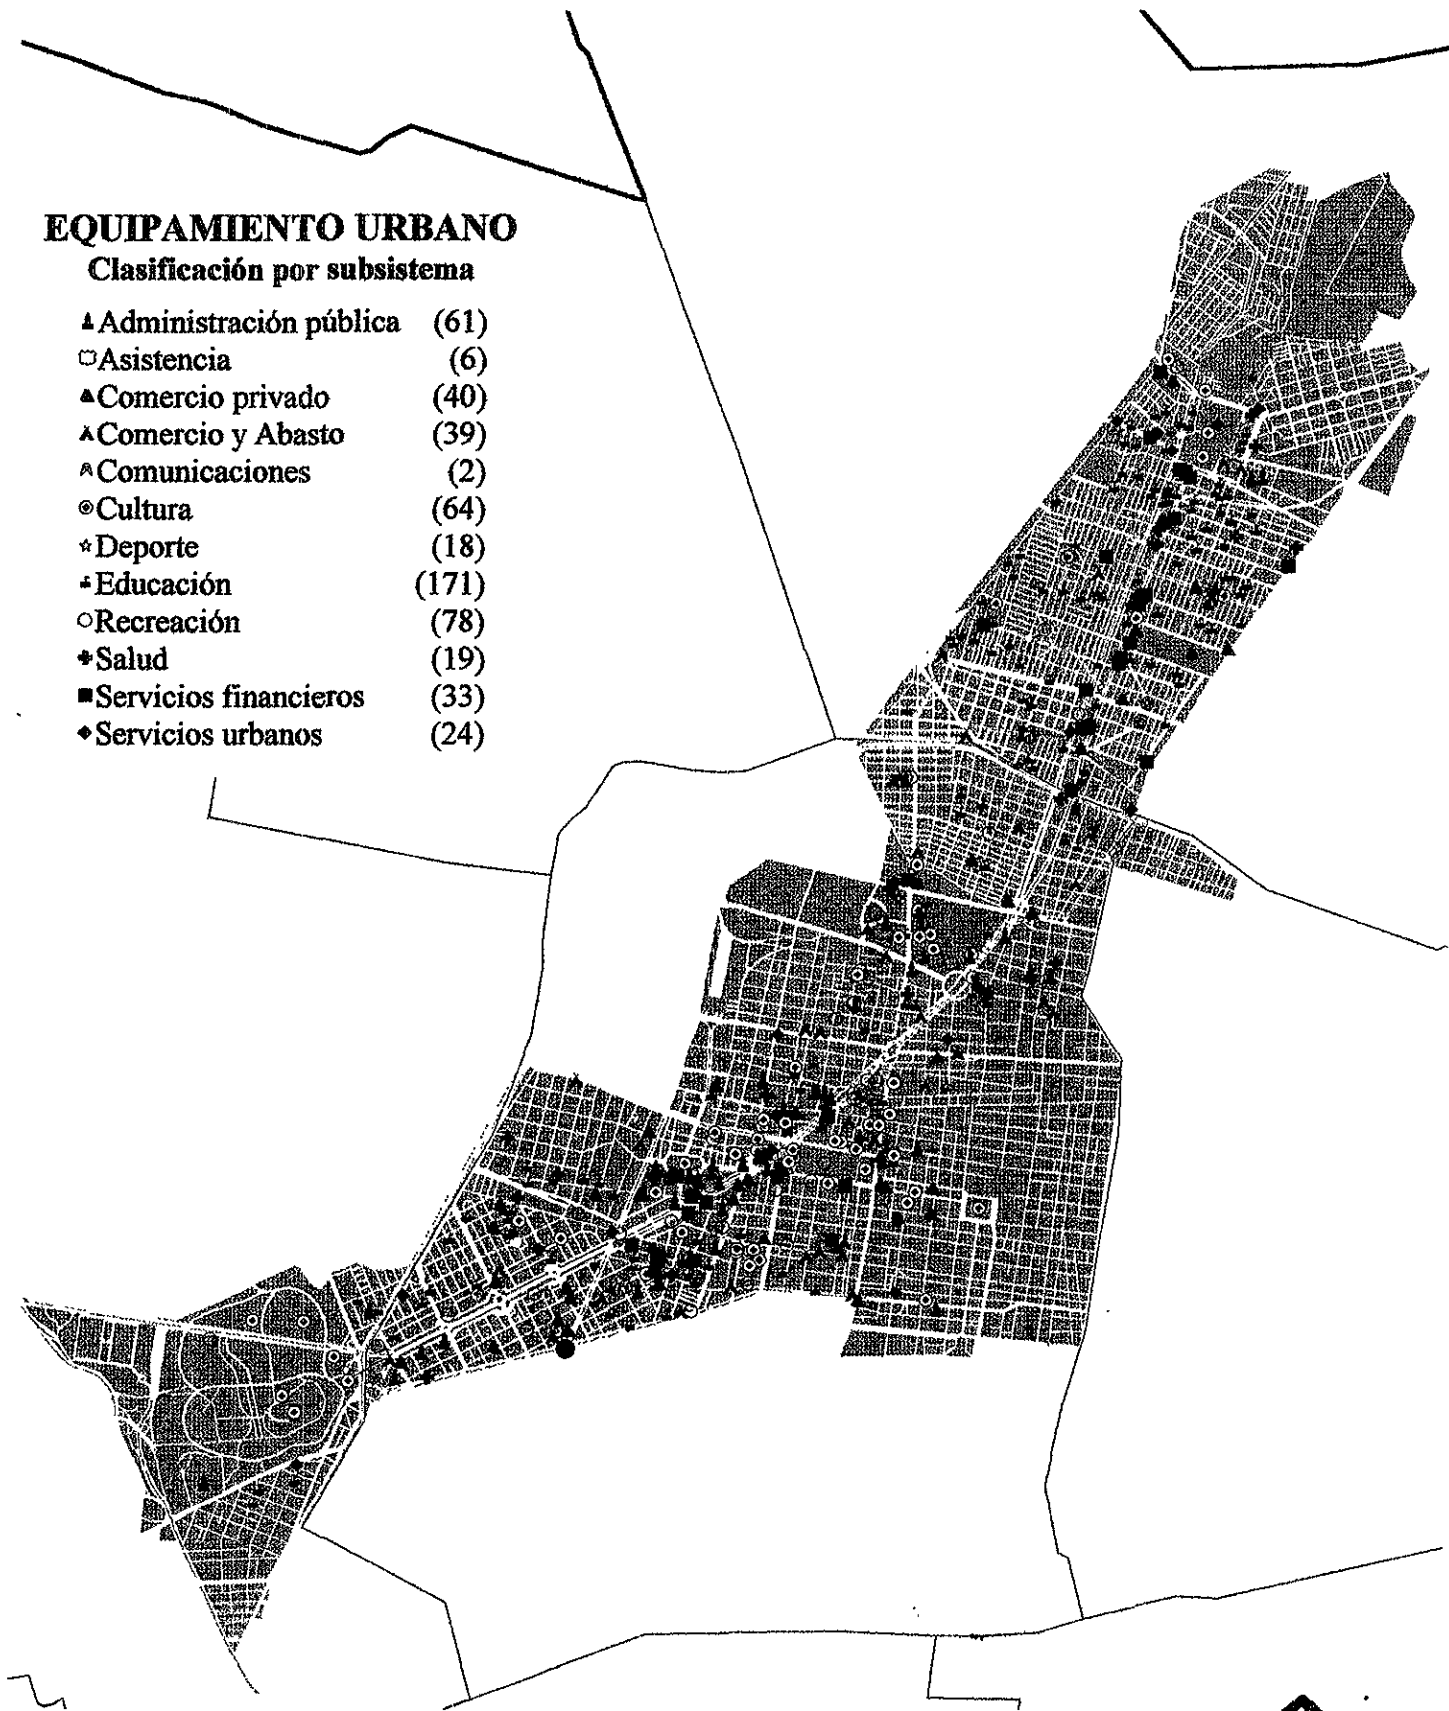 EQUIPAMIENTO URBANO
Clasificación por subsistema
Administración pública (61)
Asistencia (6)
Comercio privado (40)
Comercio y Abasto (39)
Comunicaciones (2)
Cultura (64)
Deporte (18)
Educación (171)
Recreación (78)
Salud (19)
Servicios financieros (33)
Servicios urbanos (24)